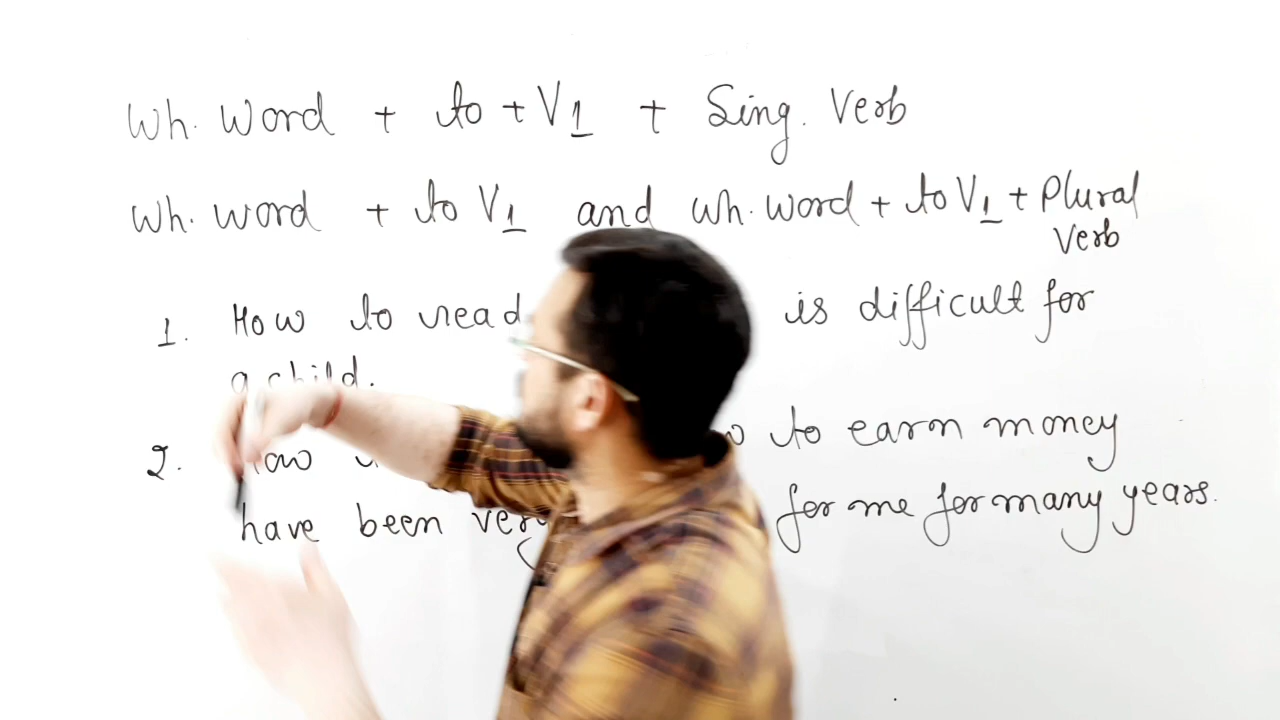 Wh. Word + to + V1 + Sing. Verb
Wh. word + to V1 and wh. word + to V1 + Plural
Verb
1. How to read is difficult for
a child.
2. to earn money
have been for me for many years.